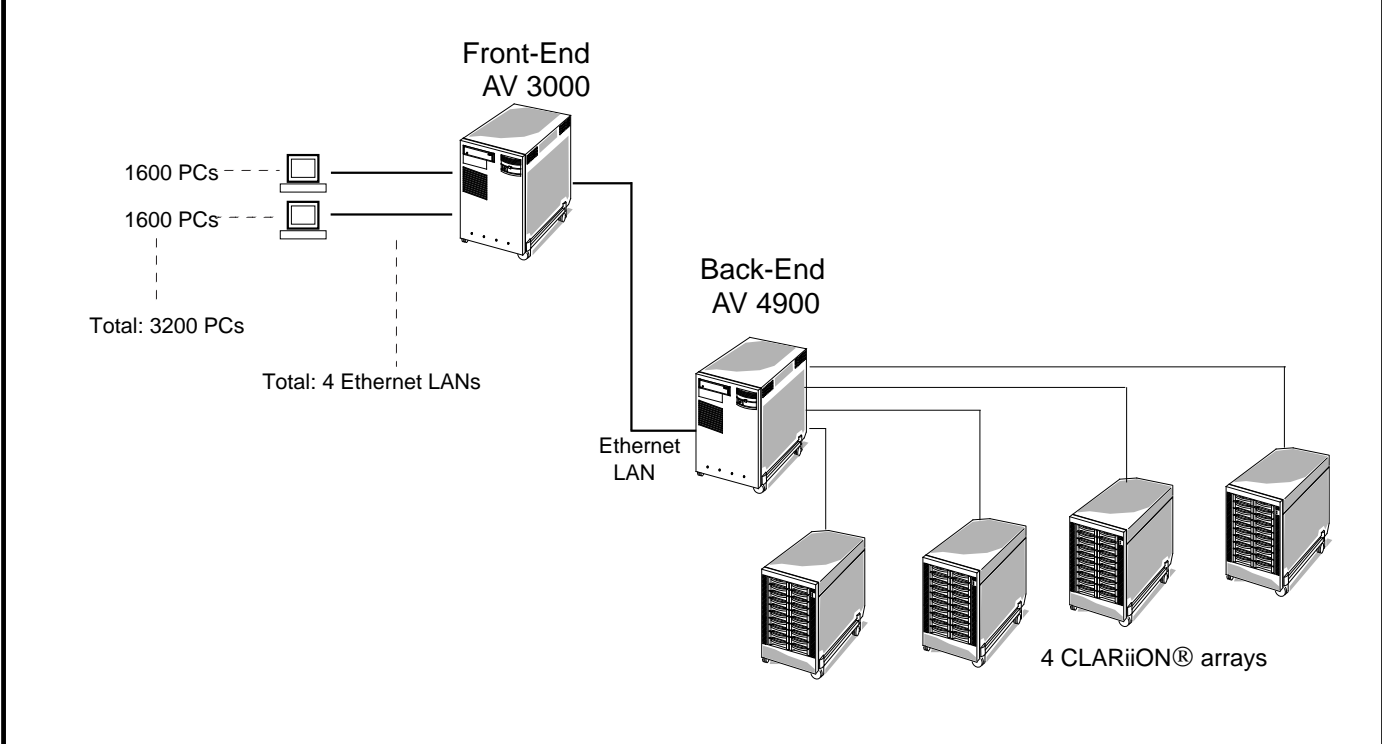 Front-End
AV 3000
1600 PCs
1600 PCs
Total: 3200 PCs
Total: 4 Ethernet LANs
Back-End
AV 4900
Ethernet
LAN
4 CLARiiON® arrays